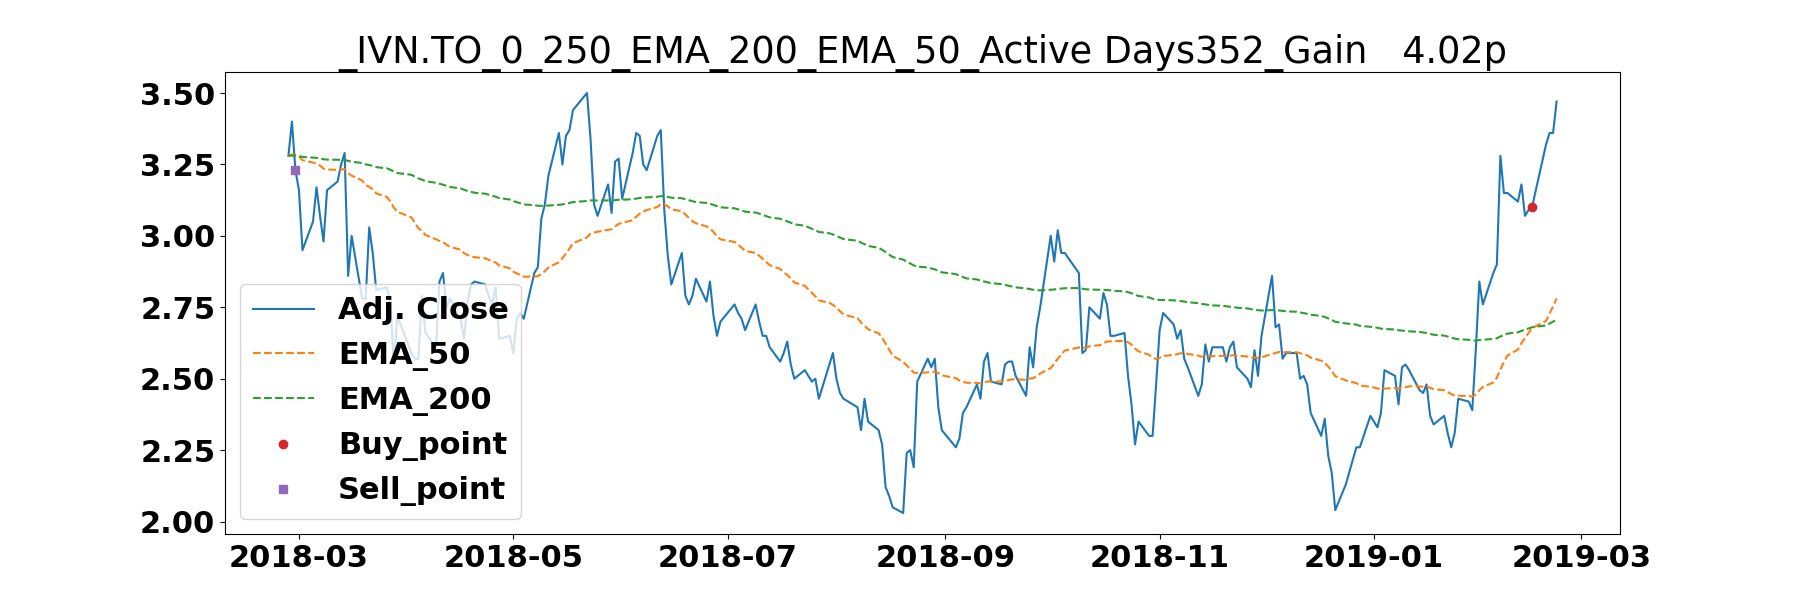 _IVN.TO_0_250_EMA_200_EMA_50_Active Days352_Gain   4.02p
3.50
3.25
3.00
2.75
2.50
2.25
2.00
Adj. Close
EMA_50
EMA_200
Buy_point
Sell_point
2018-03 2018-05 2018-07 2018-09 2018-11 2019-01 2019-03